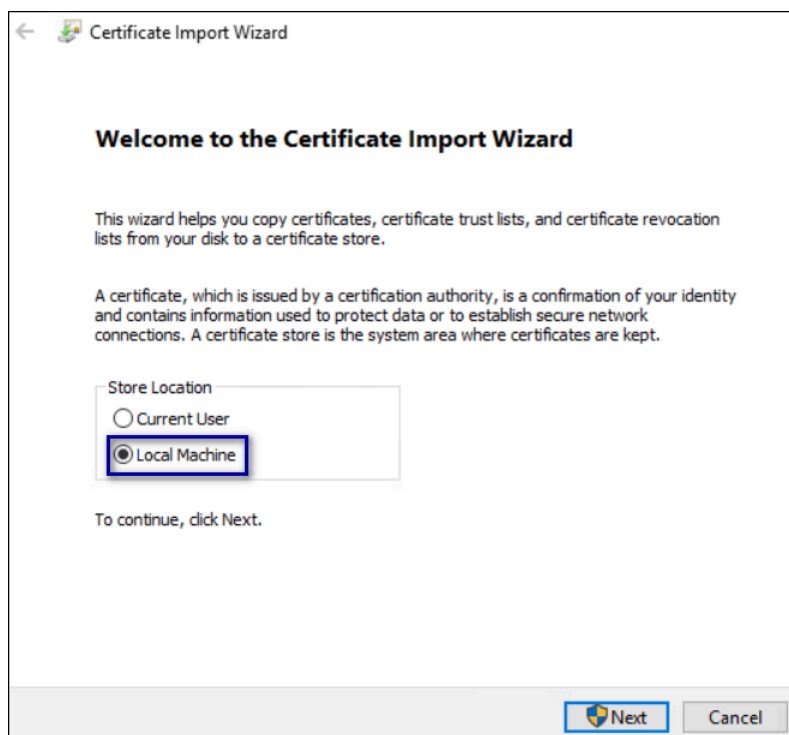 Certificate Import Wizard
Welcome to the Certificate Import Wizard
This wizard helps you copy certificates, certificate trust lists, and certificate revocation
lists from your disk to a certificate store.
A certificate, which is issued by a certification authority, is a confirmation of your identity
and contains information used to protect data or to establish secure network
connections. A certificate store is the system area where certificates are kept.
Store Location
Current User
Local Machine
To continue, click Next.
Next
Cancel